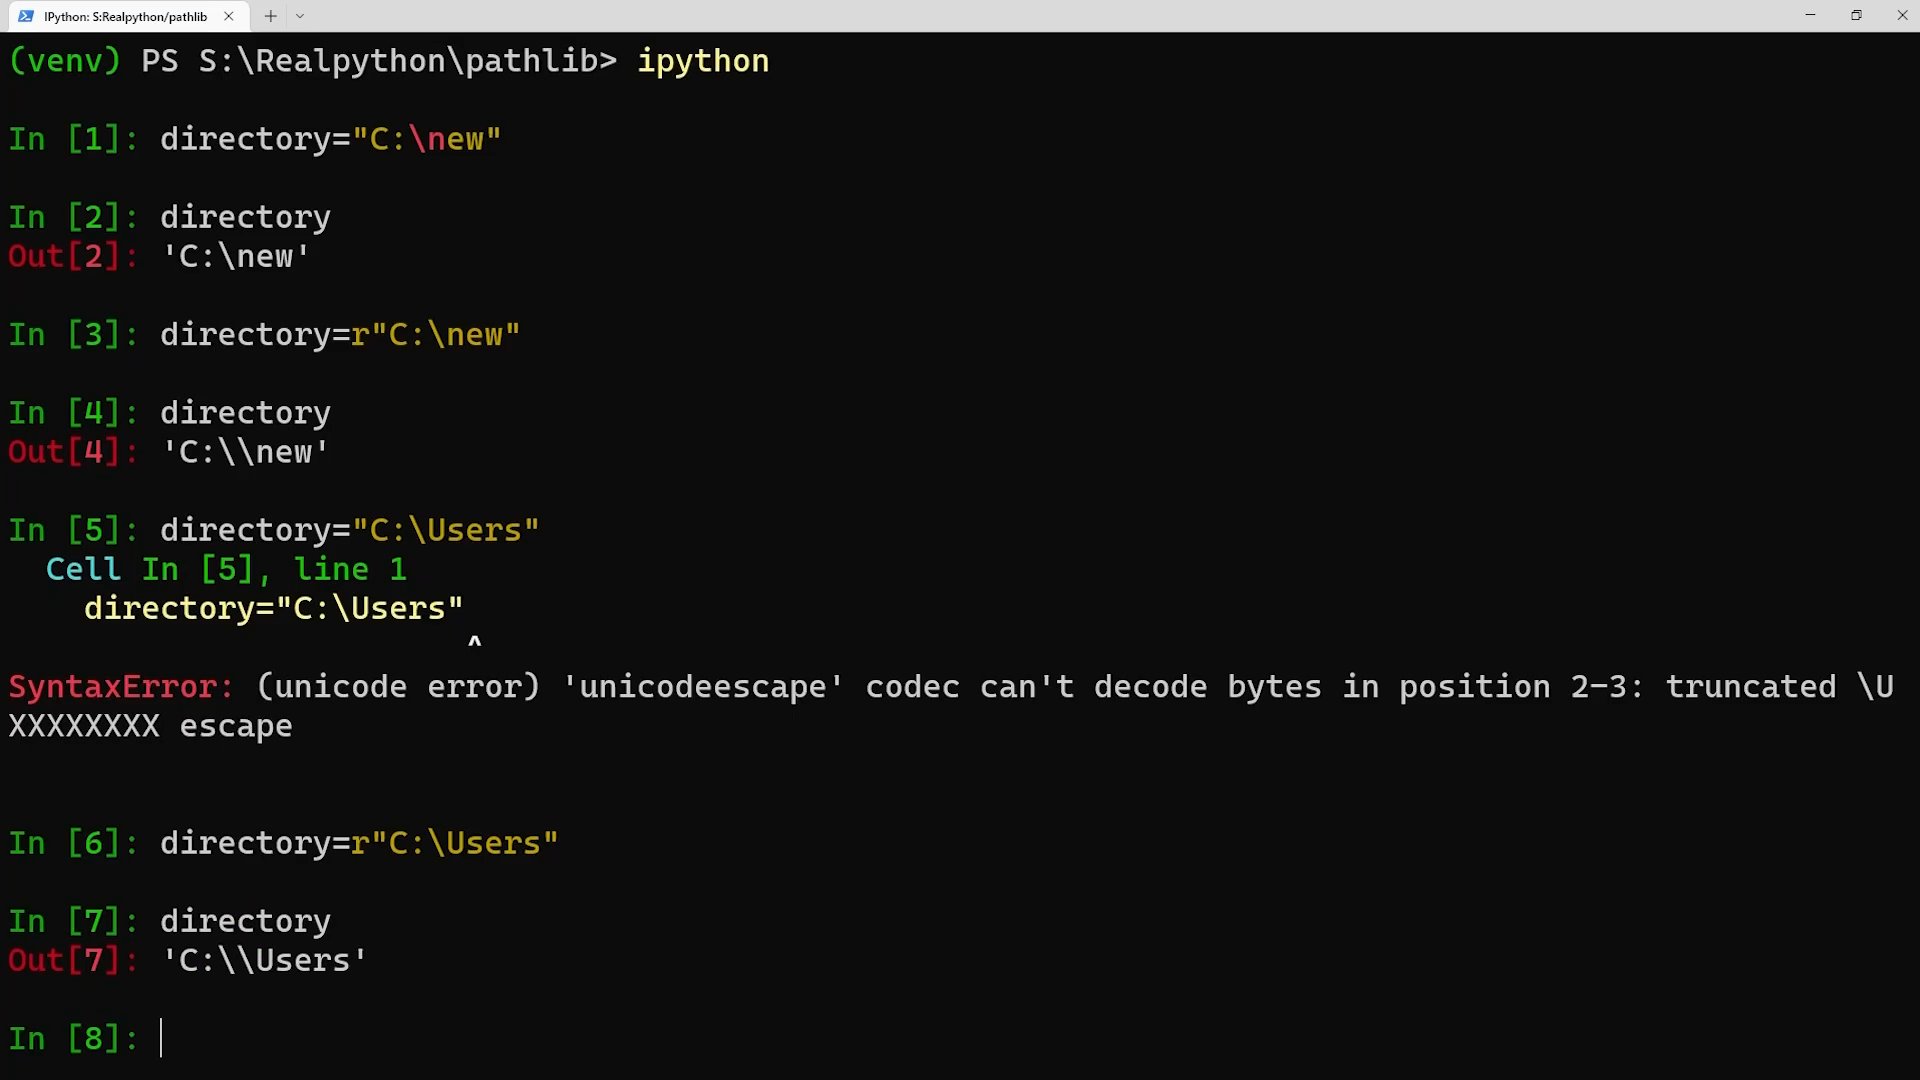 IPython: S:Realpython/pathlib
(venv) PS S:\Realpython\pathlib> ipython
In [1]: directory="C:\new"
In [2]: directory
Out[2]: 'C:\new'
In [3]: directory=r"C:\new"
In [4]: directory
Out[4]: 'C:\\new'
In [5]: directory="C:\Users"
Cell In [5], line 1
directory="C:\Users"
^
SyntaxError: (unicode error) 'unicodeescape' codec can't decode bytes in position 2-3: truncated \U
XXXXXXXX escape
In [6]: directory=r"C:\Users"
In [7]: directory
Out[7]: 'C:\\Users'
In [8]: